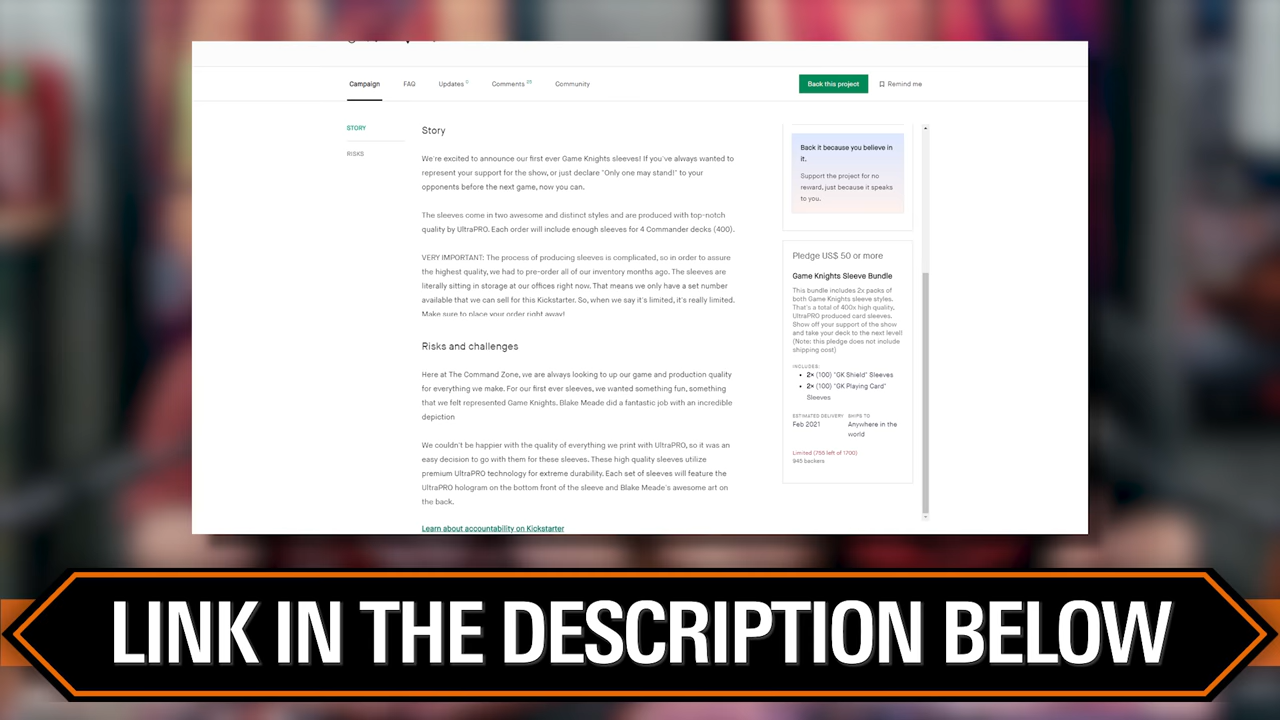 Campaign
FAQ
Updates 0
Comments 25
Community
Back this project
Remind me
STORY
RISKS
Story
We're excited to announce our first ever Game Knights sleeves! If you've always wanted to
represent your support for the show, or just declare "Only one may stand!" to your
opponents before the next game, now you can.
The sleeves come in two awesome and distinct styles and are produced with top-notch
quality by UltraPRO. Each order will include enough sleeves for 4 Commander decks (400).
VERY IMPORTANT: The process of producing sleeves is complicated, so in order to assure
the highest quality, we had to pre-order all of our inventory months ago. The sleeves are
literally sitting in storage at our offices right now. That means we only have a set number
available that we can sell for this Kickstarter. So, when we say it's limited, it's really limited.
Make sure to place your order right away!
Risks and challenges
Here at The Command Zone, we are always looking to up our game and production quality
for everything we make. For our first ever sleeves, we wanted something fun, something
that we felt represented Game Knights. Blake Meade did a fantastic job with an incredible
depiction
We couldn't be happier with the quality of everything we print with UltraPRO, so it was an
easy decision to go with them for these sleeves. These high quality sleeves utilize
premium UltraPRO technology for extreme durability. Each set of sleeves will feature the
UltraPRO hologram on the bottom front of the sleeve and Blake Meade's awesome art on
the back.
Learn about accountability on Kickstarter
Back it because you believe in
it.
Support the project for no
reward, just because it speaks
to you.
Pledge US$ 50 or more
Game Knights Sleeve Bundle
This bundle includes 2x packs of
both Game Knights sleeve styles.
That's a total of 400x high quality,
UltraPRO produced card sleeves.
Show off your support of the show
and take your deck to the next level!
(Note: this pledge does not include
shipping cost)
INCLUDES:
• 2× (100) "GK Shield" Sleeves
• 2× (100) "GK Playing Card"
Sleeves
ESTIMATED DELIVERY SHIPS TO
Feb 2021 Anywhere in the
world
Limited (755 left of 1700)
945 backers
LINK IN THE DESCRIPTION BELOW